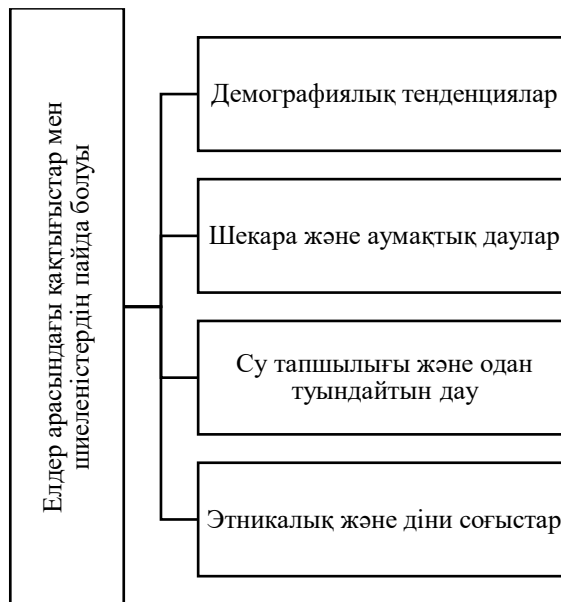 Елдер арасындағы қақтығыстар мен
шиеленістердің пайда болуы
Демографиялық тенденциялар
Шекара және аумақтық даулар
Су тапшылығы және одан
туындайтын дау
Этникалық және діни соғыстар